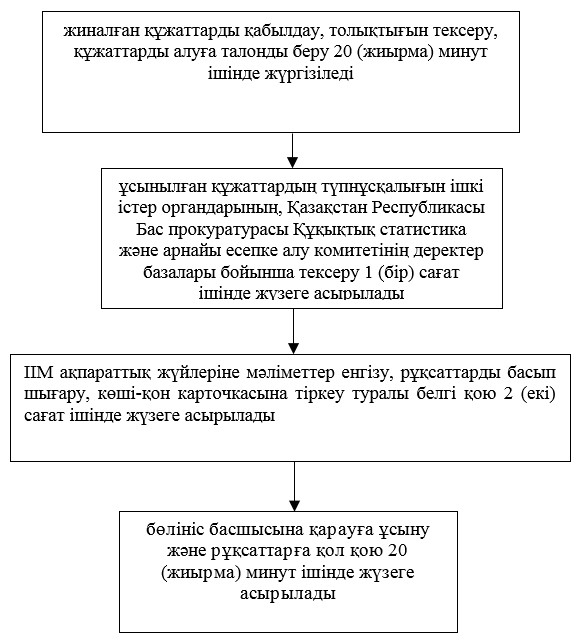 жиналған құжаттарды қабылдау, толықтығын тексеру,
құжаттарды алуға талонды беру 20 (жиырма) минут
ішінде жүргізіледі
ұсынылған құжаттардың түпнұсқалығын ішкі
істер органдарының, Қазақстан Республикасы
Бас прокуратурасы Құқықтық статистика
және арнайы есепке алу комитетінің деректер
базалары бойынша тексеру 1 (бір) сағат
ішінде жүзеге асырылады
ІІМ ақпараттық жүйлеріне мәліметтер енгізу, рұқсаттарды басып
шығару, көші-қон карточкасына тіркеу туралы белгі қою 2 (екі)
сағат ішінде жүзеге асырылады
бөлініс басшысына қарауға ұсыну
және рұқсаттарға қол қою 20
(жиырма) минут ішінде жүзеге
асырылады